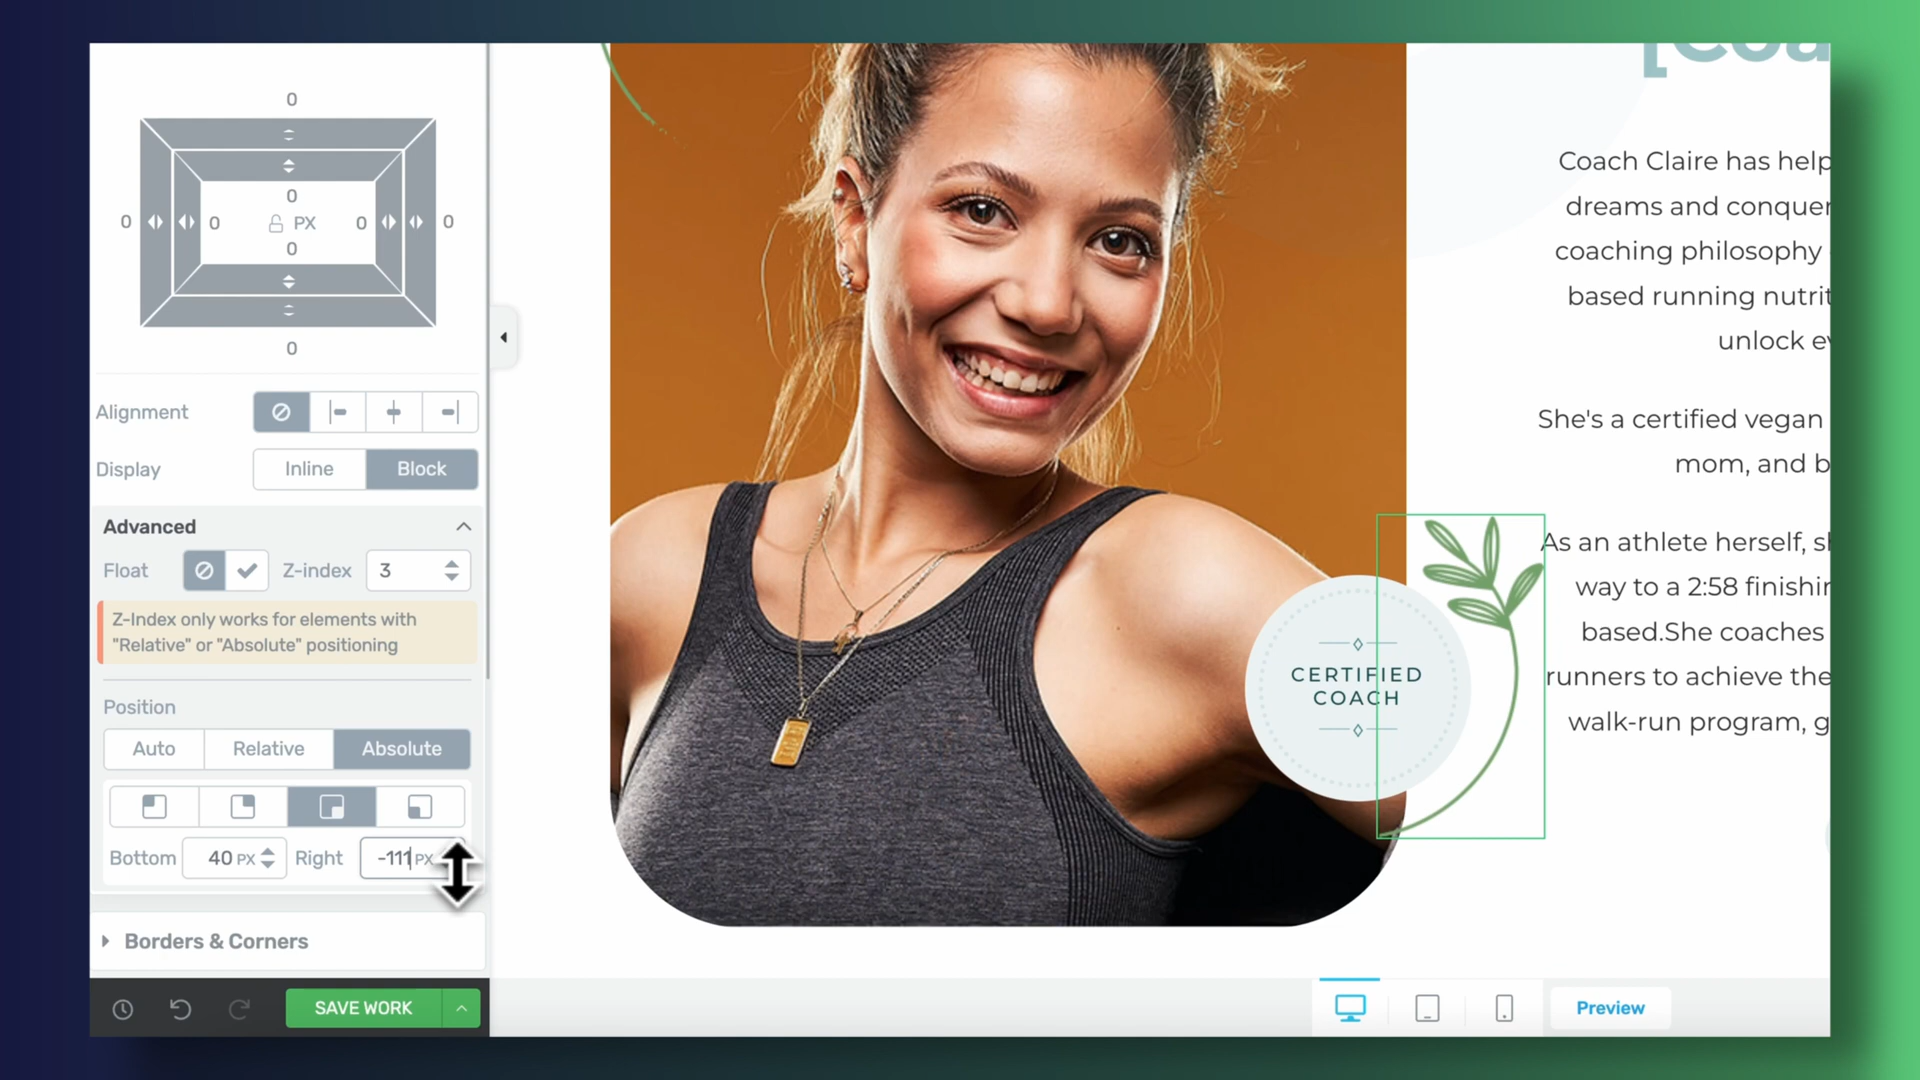 0
0
0 0 PX 0 0
0
0
Alignment
Display Inline Block
Advanced
Float Z-index 3
Z-Index only works for elements with
"Relative" or "Absolute" positioning
Position
Auto Relative Absolute
Bottom 40 PX Right -111 PX
Borders & Corners
SAVE WORK
[Coa
Coach Claire has help
dreams and conquer
coaching philosophy
based running nutrit
unlock ev
She's a certified vegan
mom, and b
As an athlete herself, sh
way to a 2:58 finishin
based.She coaches
runners to achieve the
walk-run program, g
CERTIFIED
COACH
Preview